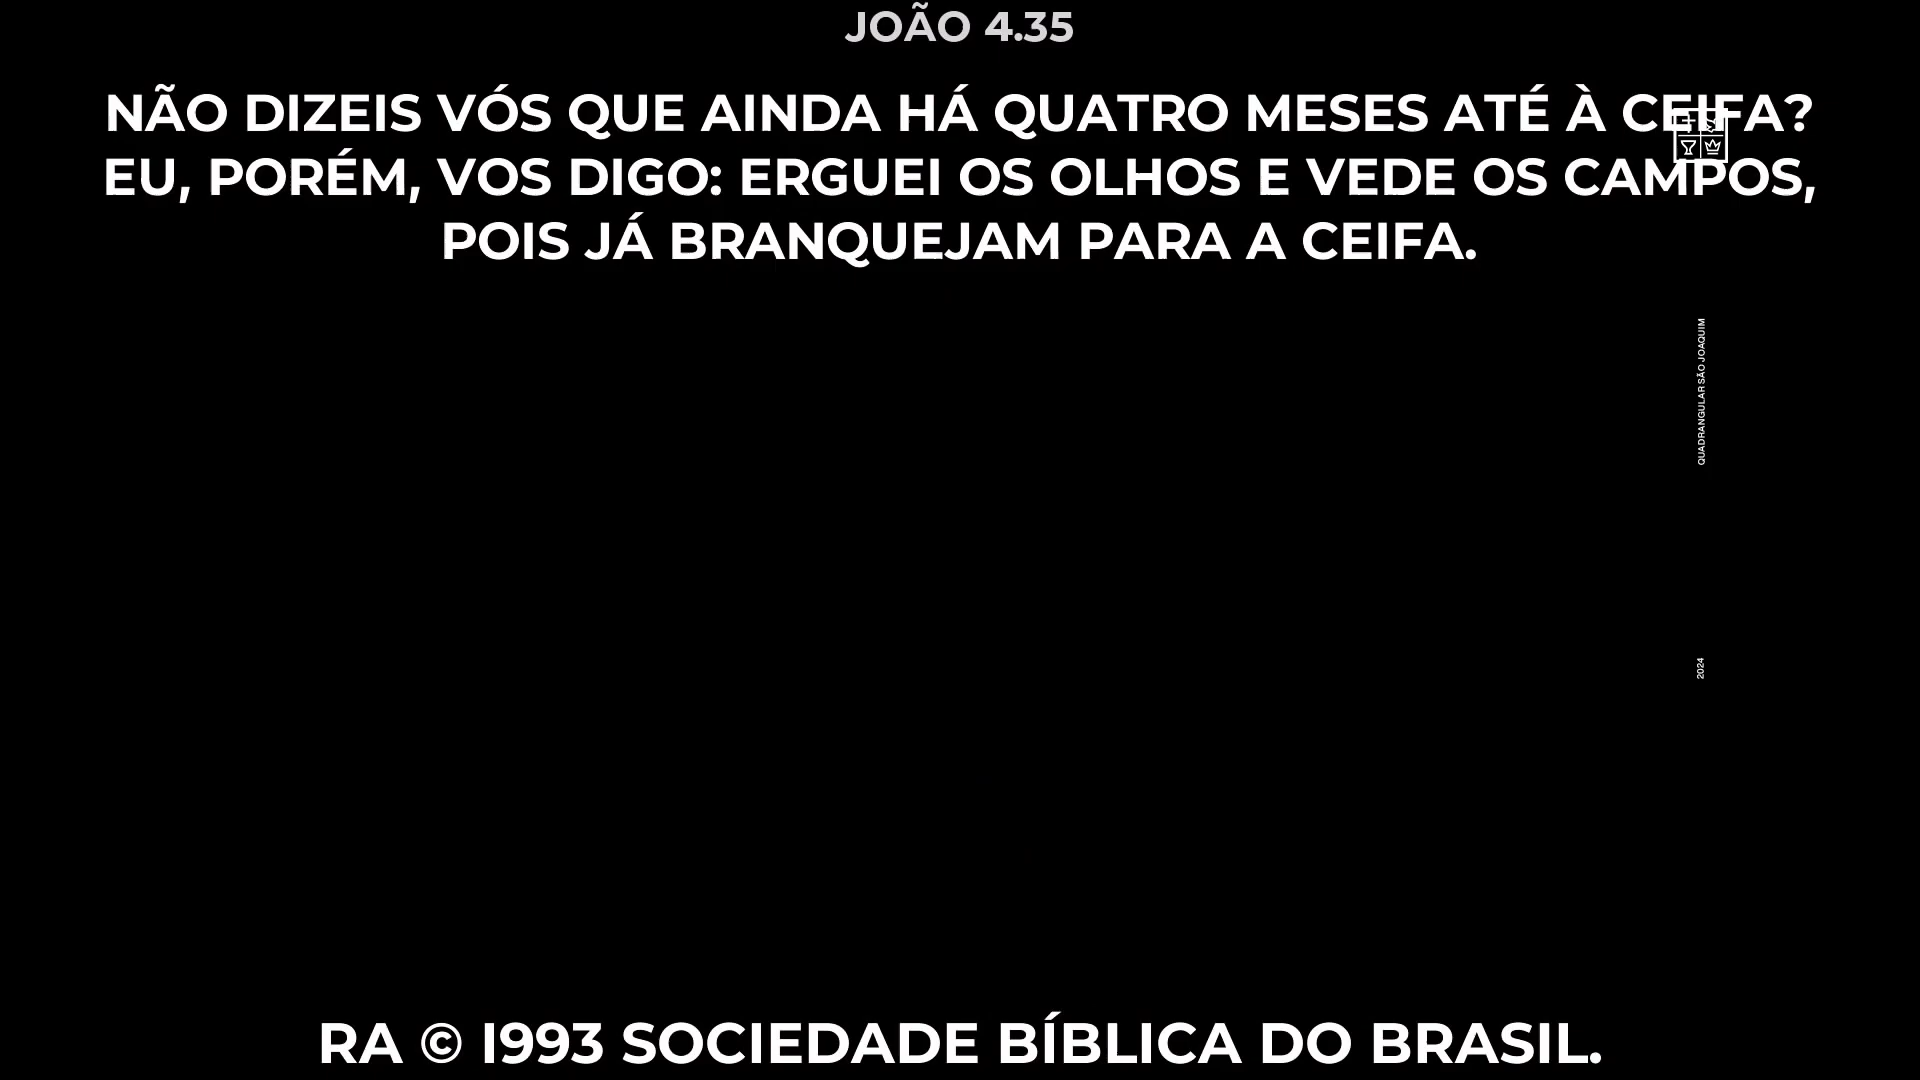 JOÃO 4.35
NÃO DIZEIS VÓS QUE AINDA HÁ QUATRO MESES ATÉ À CEIFA?
EU, PORÉM, VOS DIGO: ERGUEI OS OLHOS E VEDE OS CAMPOS,
POIS JÁ BRANQUEJAM PARA A CEIFA.
QUADRANGULAR SÃO JOAQUIM
2024
RA © 1993 SOCIEDADE BÍBLICA DO BRASIL.